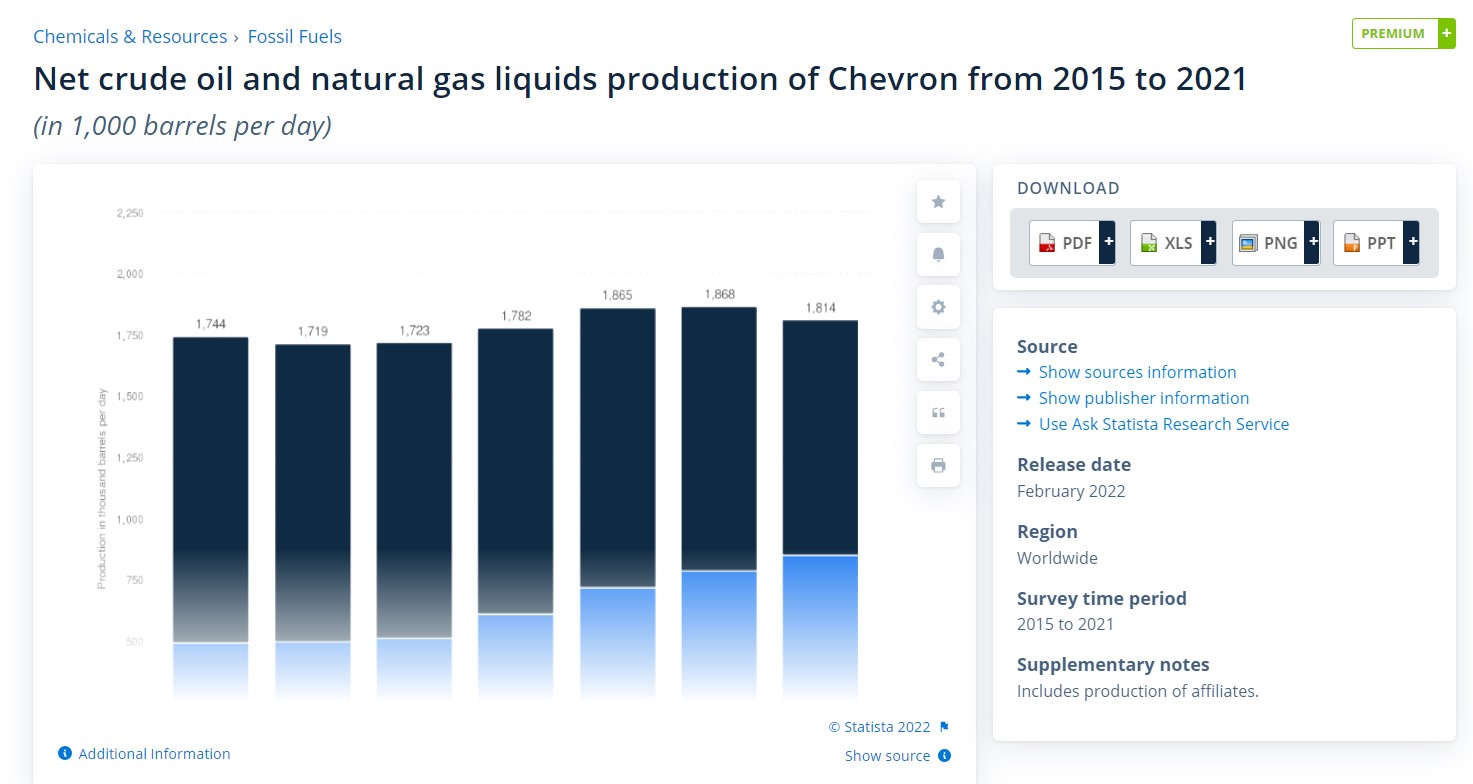 Chemicals & Resources › Fossil Fuels
PREMIUM +
Net crude oil and natural gas liquids production of Chevron from 2015 to 2021
(in 1,000 barrels per day)
Production in thousand barrels per day
2,250
2,000
1,750
1,500
1,250
1,000
750
500
1,744
1,719
1,723
1,782
1,865
1,868
1,814
© Statista 2022
Additional Information
Show source
DOWNLOAD
PDF + XLS + PNG + PPT +
Source
→ Show sources information
→ Show publisher information
→ Use Ask Statista Research Service
Release date
February 2022
Region
Worldwide
Survey time period
2015 to 2021
Supplementary notes
Includes production of affiliates.